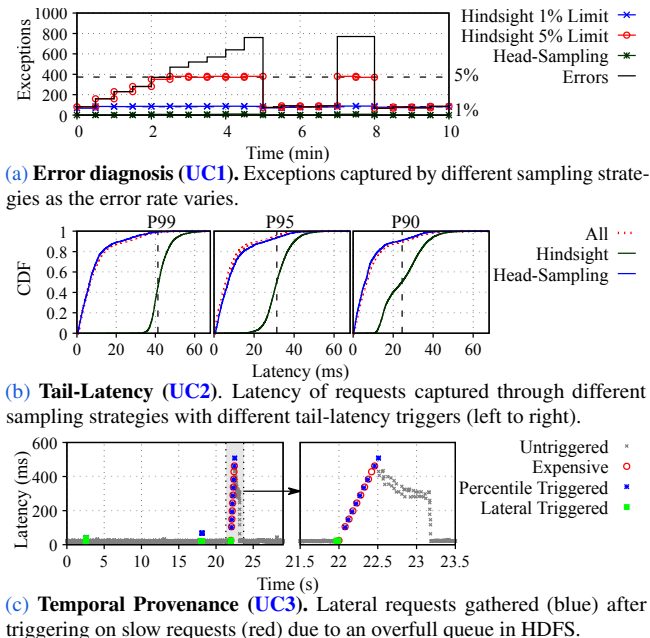 1000
800
600
400
200
0
Exceptions
0 2 4 6 8 10
Time (min)
5%
1%
Hindsight 1% Limit
Hindsight 5% Limit
Head-Sampling
Errors
(a) Error diagnosis (UC1). Exceptions captured by different sampling strate-
gies as the error rate varies.
P99 P95 P90
1
0.8
0.6
0.4
0.2
0
CDF
0 20 40 60 0 20 40 60 0 20 40 60
Latency (ms)
All
Hindsight
Head-Sampling
(b) Tail-Latency (UC2). Latency of requests captured through different
sampling strategies with different tail-latency triggers (left to right).
600
400
200
0
Latency (ms)
0 5 10 15 20 25 21.5 22 22.5 23 23.5
Time (s)
Untriggered
Expensive
Percentile Triggered
Lateral Triggered
(c) Temporal Provenance (UC3). Lateral requests gathered (blue) after
triggering on slow requests (red) due to an overfull queue in HDFS.